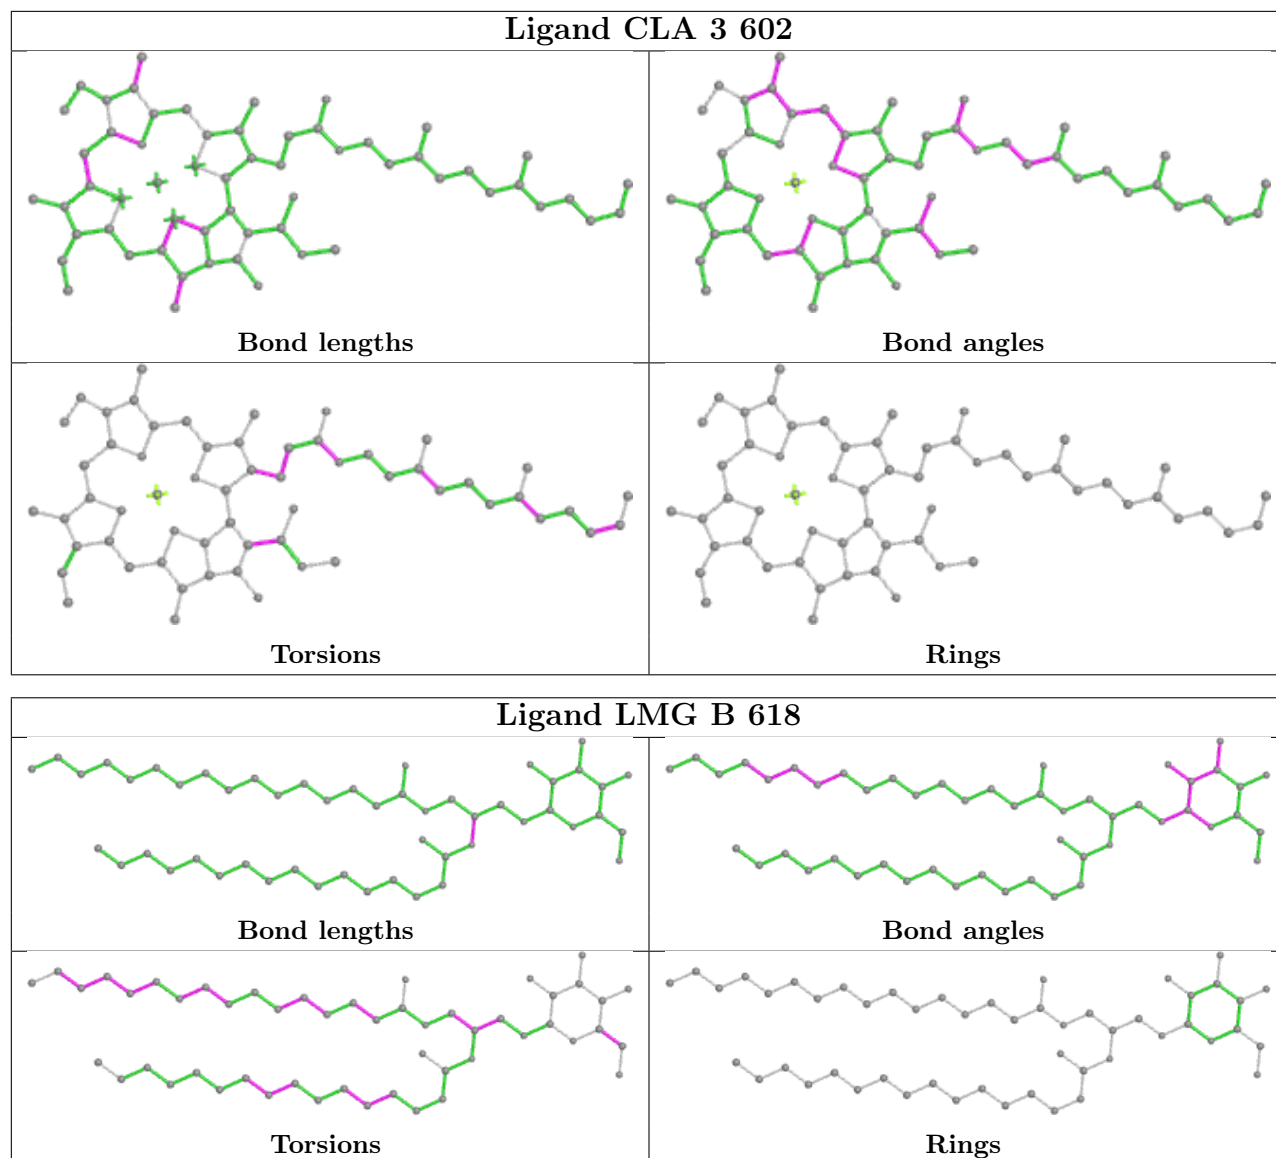 Ligand CLA 3 602
Bond lengths
Bond angles
Torsions
Rings
Ligand LMG B 618
Bond lengths
Bond angles
Torsions
Rings